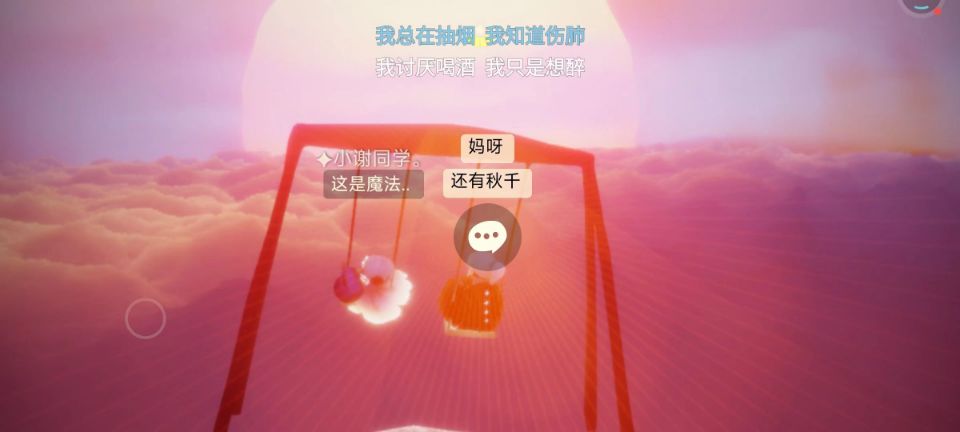 我总在抽烟 我知道伤肺
我讨厌喝酒 我只是想醉
妈呀
小谢同学。
这是魔法..
还有秋千